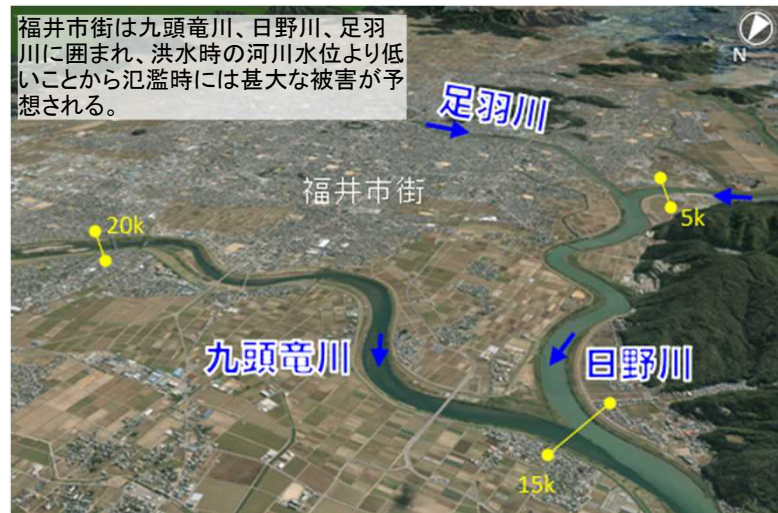 福井市街は九頭竜川、日野川、足羽
川に囲まれ、洪水時の河川水位より低
いことから氾濫時には甚大な被害が予
想される。
N
足羽川
福井市街
20k
5k
九頭竜川
日野川
15k